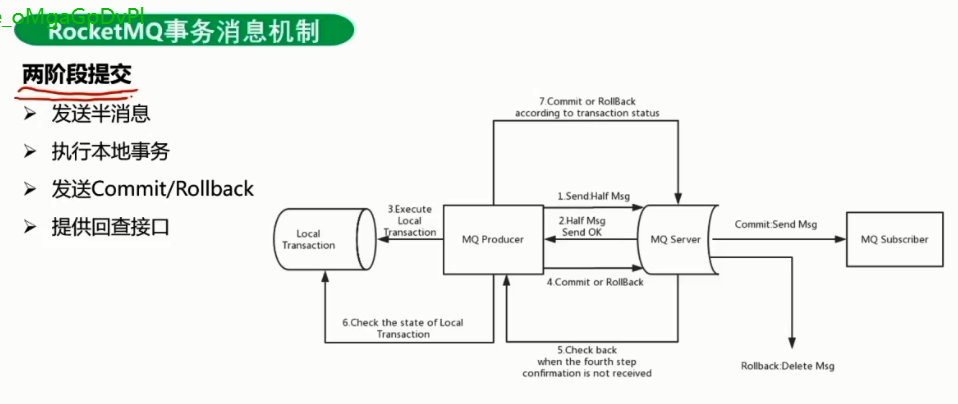 e_oMgaGpDvPl
RocketMQ事务消息机制
两阶段提交
➢ 发送半消息
➢ 执行本地事务
➢ 发送Commit/Rollback
➢ 提供回查接口
7.Commit or RollBack
according to transaction status
1.Send:Half Msg
2.Half Msg
Send OK
3.Execute
Local
Transaction
Local
Transaction
MQ Producer
MQ Server
Commit:Send Msg
MQ Subscriber
4.Commit or RollBack
6.Check the state of Local
Transaction
5.Check back
when the fourth step
confirmation is not received
Rollback:Delete Msg